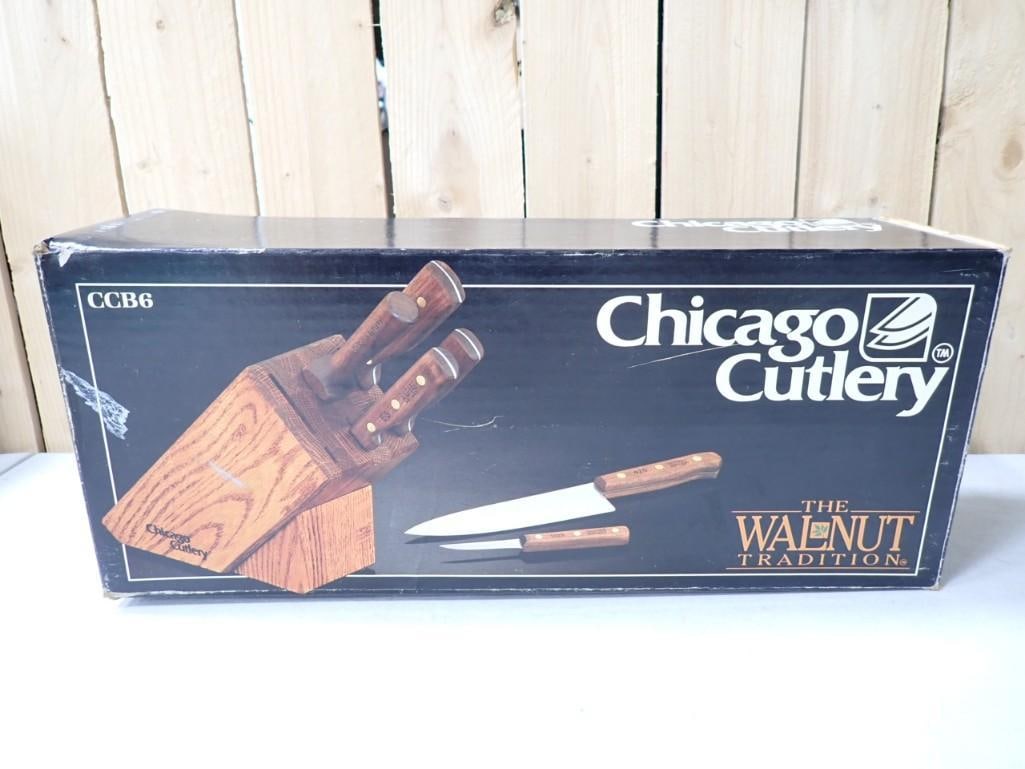 Chicago
Cutlery
CCB6
Chicago
Cutlery
TM
Chicago
Cutlery
THE
WALNUT
TRADITION®